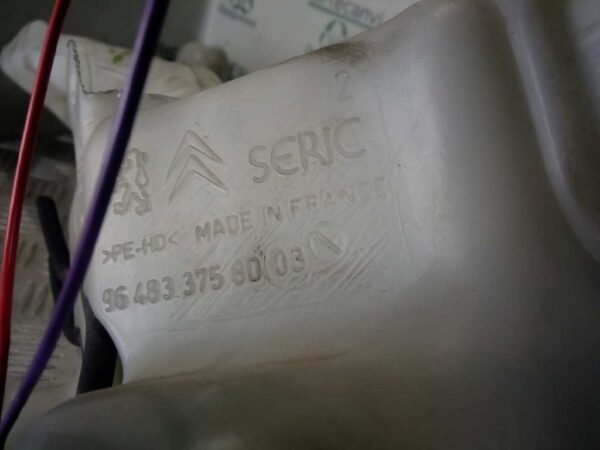 2
SERIC
>PE-HD< MADE IN FRANCE
96 483 375 80 03